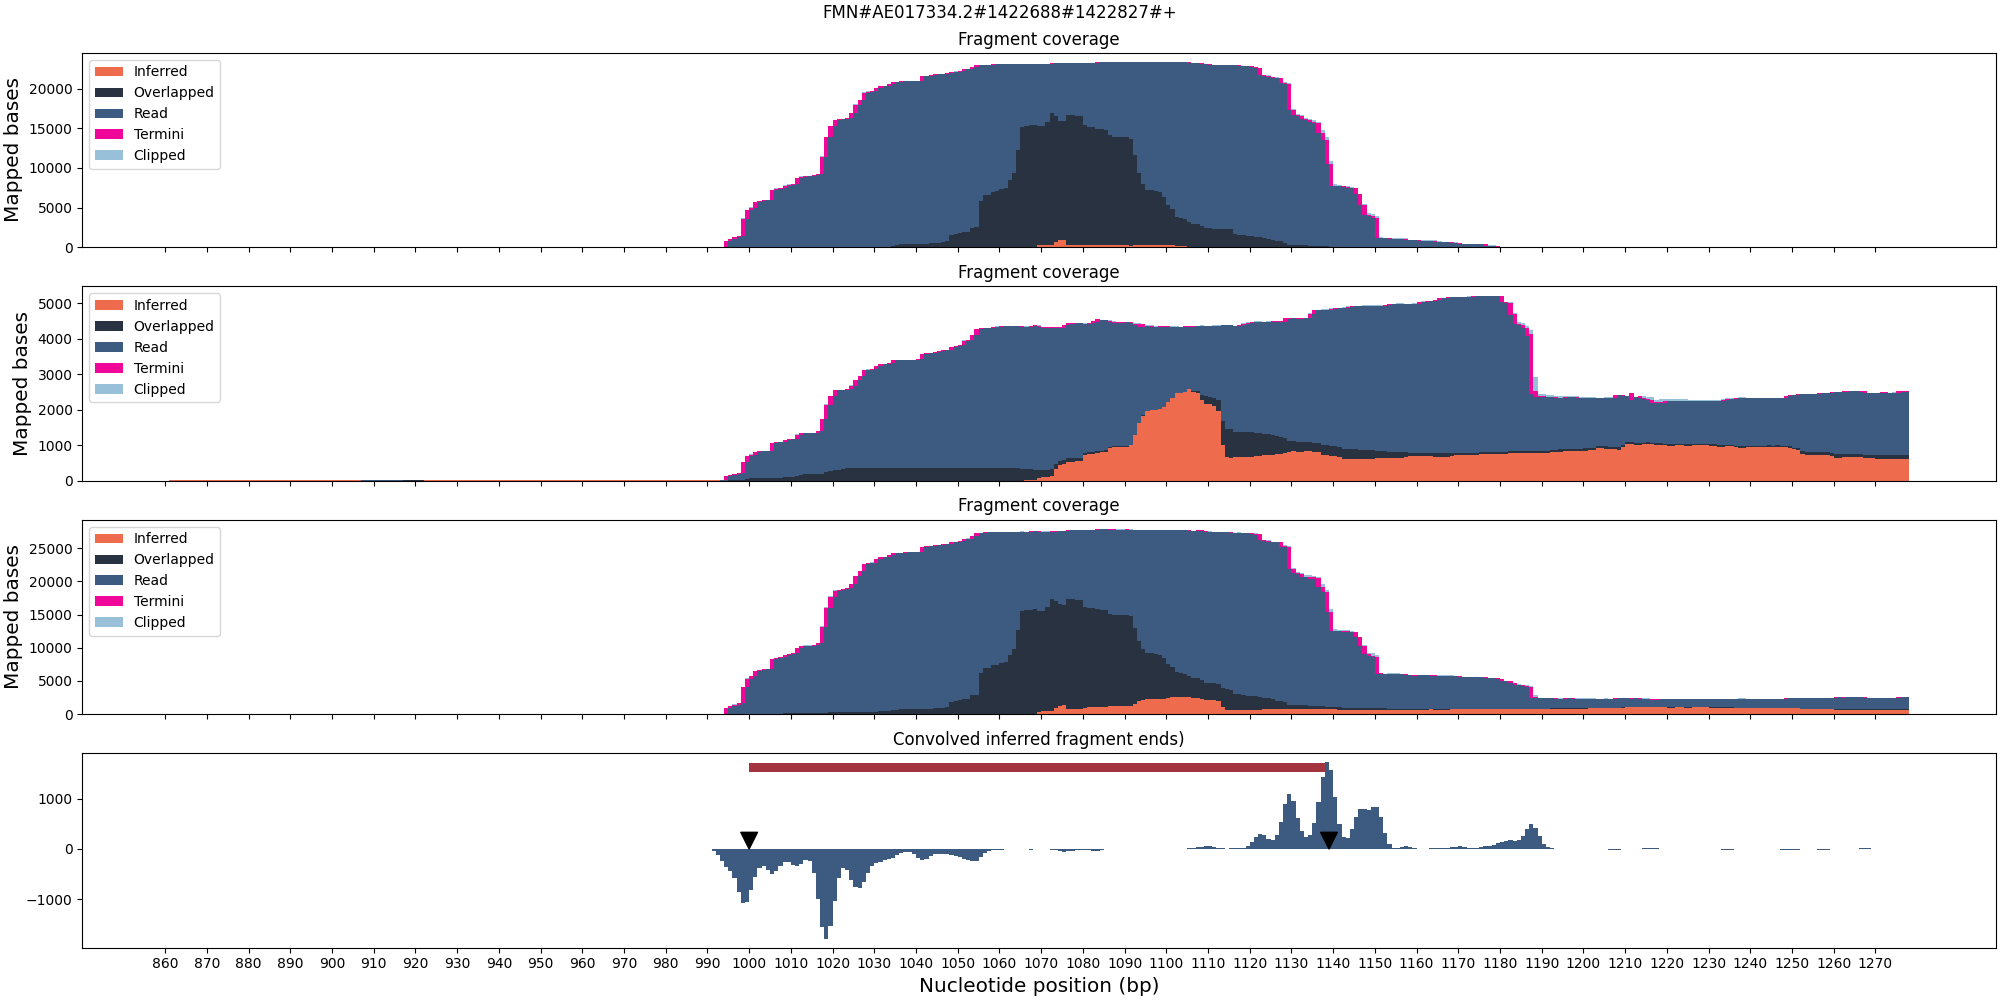 FMN#AE017334.2#1422688#1422827#+
Fragment coverage
Mapped bases
20000
15000
10000
5000
0
Inferred
Overlapped
Read
Termini
Clipped
Fragment coverage
Mapped bases
5000
4000
3000
2000
1000
0
Inferred
Overlapped
Read
Termini
Clipped
Fragment coverage
Mapped bases
25000
20000
15000
10000
5000
0
Inferred
Overlapped
Read
Termini
Clipped
Convolved inferred fragment ends)
1000
0
−1000
860 870 880 890 900 910 920 930 940 950 960 970 980 990 1000 1010 1020 1030 1040 1050 1060 1070 1080 1090 1100 1110 1120 1130 1140 1150 1160 1170 1180 1190 1200 1210 1220 1230 1240 1250 1260 1270
Nucleotide position (bp)